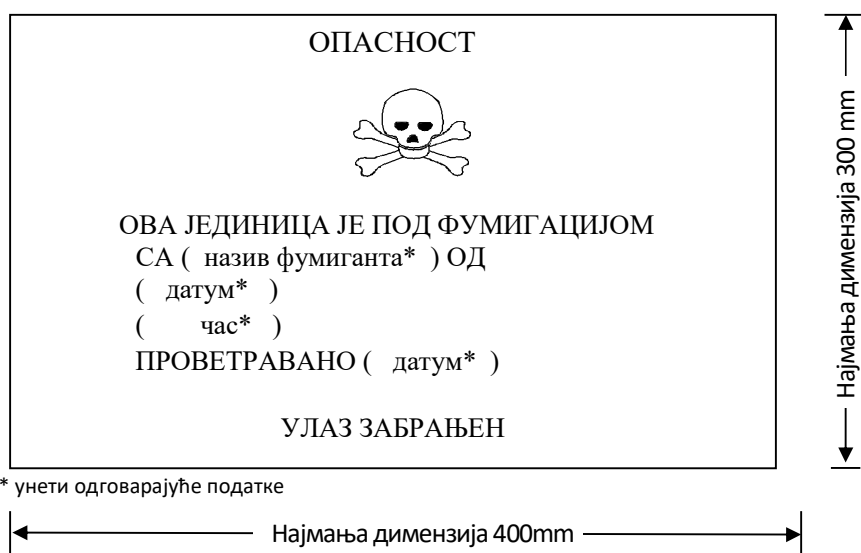 ОПАСНОСТ
ОВА ЈЕДИНИЦА ЈЕ ПОД ФУМИГАЦИЈОМ
СА ( назив фумиганта* ) ОД
( датум* )
( час* )
ПРОВЕТРАВАНО ( датум* )
УЛАЗ ЗАБРАЊЕН
* унети одговарајуће податке
Најмања димензија 400mm
Најмања димензија 300 mm